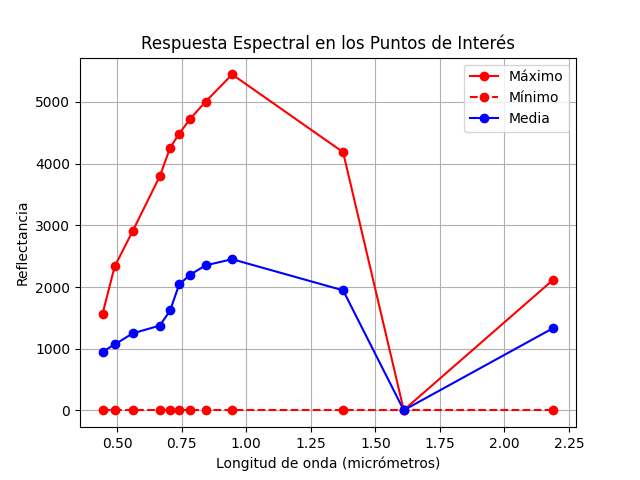 Respuesta Espectral en los Puntos de Interés
Máximo
Mínimo
Media
Reflectancia
5000
4000
3000
2000
1000
0
0.50 0.75 1.00 1.25 1.50 1.75 2.00 2.25
Longitud de onda (micrómetros)